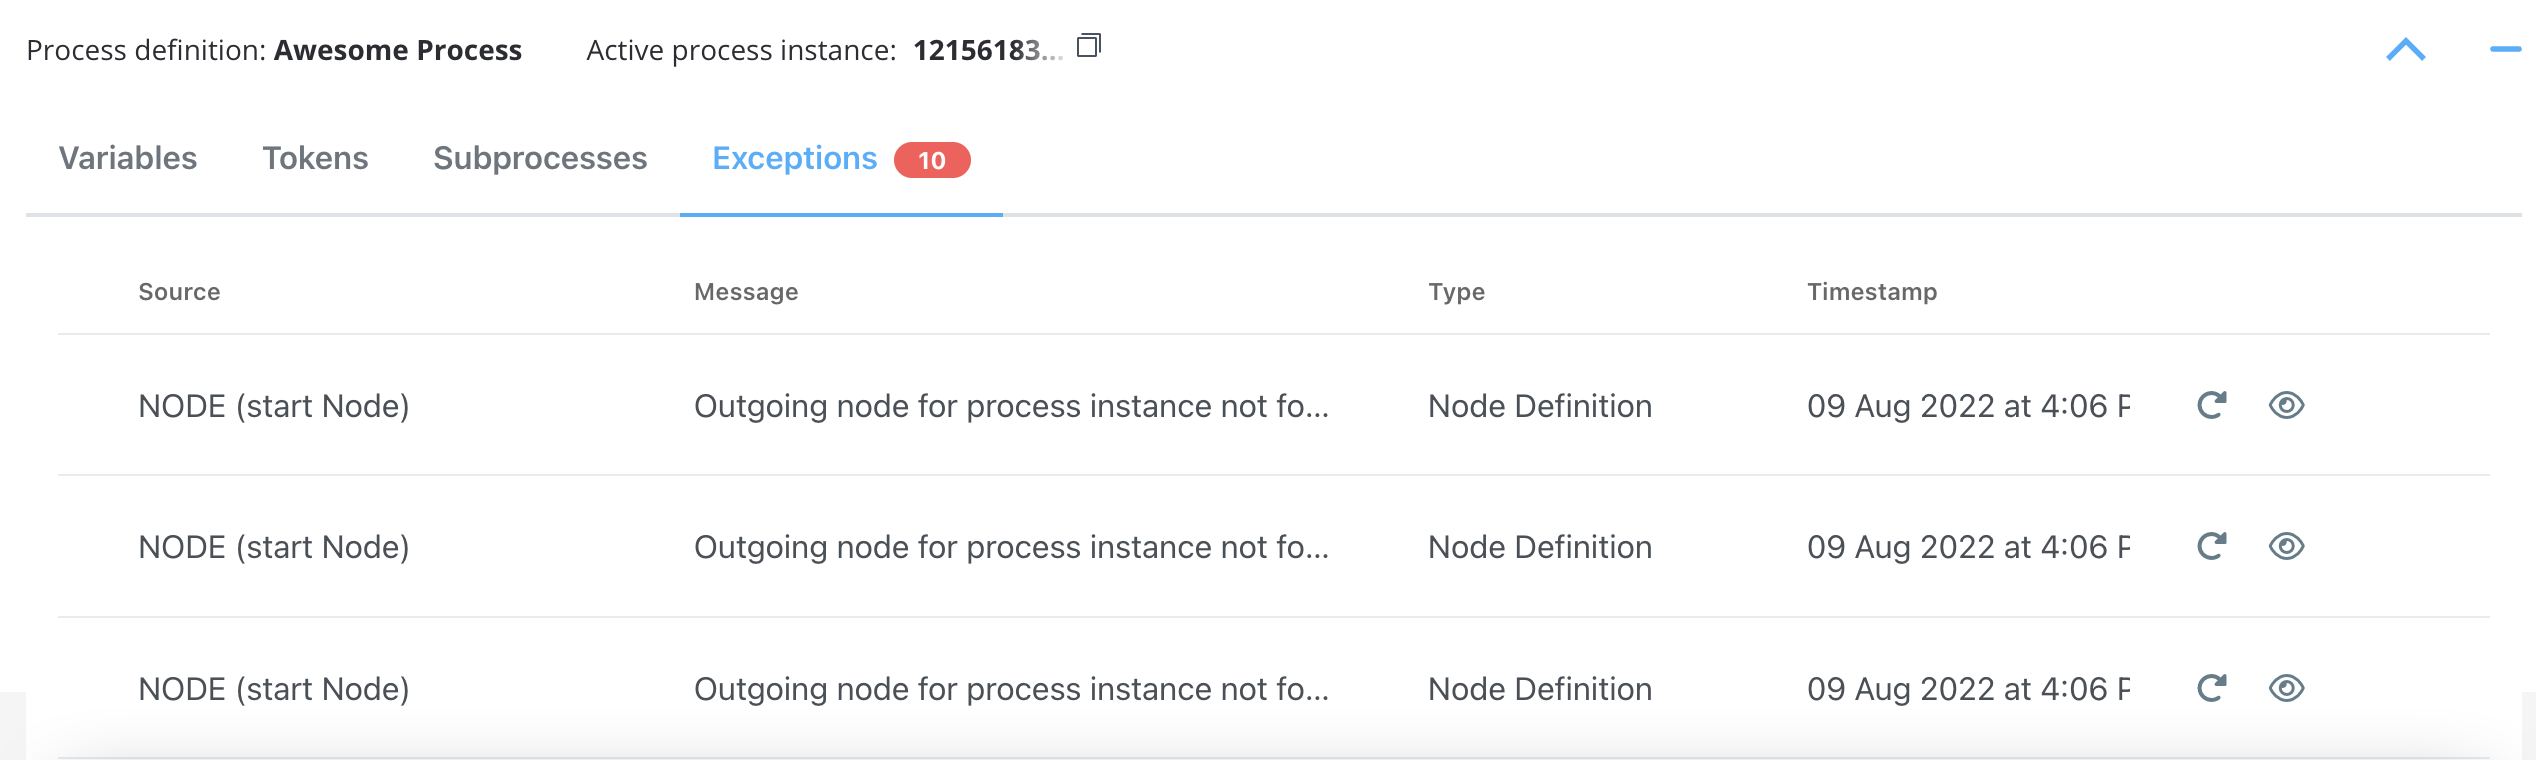 Process definition: Awesome Process Active process instance: 12156183...
Variables Tokens Subprocesses Exceptions 10
Source Message Type Timestamp
NODE (start Node) Outgoing node for process instance not fo... Node Definition 09 Aug 2022 at 4:06 P
NODE (start Node) Outgoing node for process instance not fo... Node Definition 09 Aug 2022 at 4:06 P
NODE (start Node) Outgoing node for process instance not fo... Node Definition 09 Aug 2022 at 4:06 P